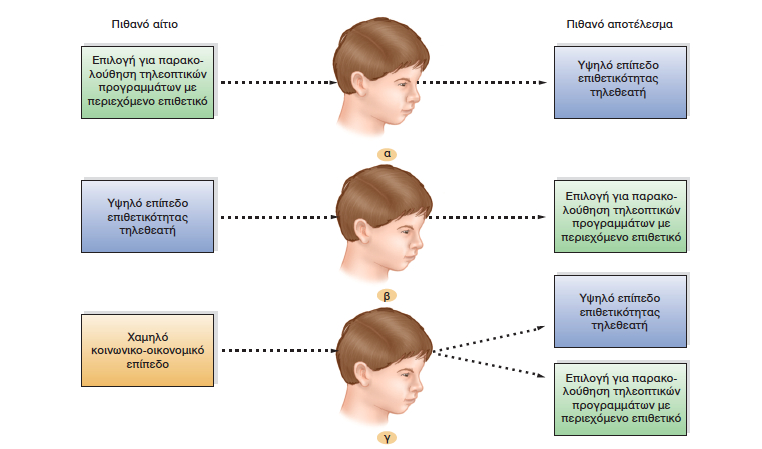 Πιθανό αίτιο
Πιθανό αποτέλεσμα
Επιλογή για παρακο-
λούθηση τηλεοπτικών
προγραμμάτων με
περιεχόμενο επιθετικό
Υψηλό επίπεδο
επιθετικότητας
τηλεθεατή
α
Υψηλό επίπεδο
επιθετικότητας
τηλεθεατή
Επιλογή για παρακο-
λούθηση τηλεοπτικών
προγραμμάτων με
περιεχόμενο επιθετικό
β
Χαμηλό
κοινωνικο-οικονομικό
επίπεδο
Υψηλό επίπεδο
επιθετικότητας
τηλεθεατή
Επιλογή για παρακο-
λούθηση τηλεοπτικών
προγραμμάτων με
περιεχόμενο επιθετικό
γ